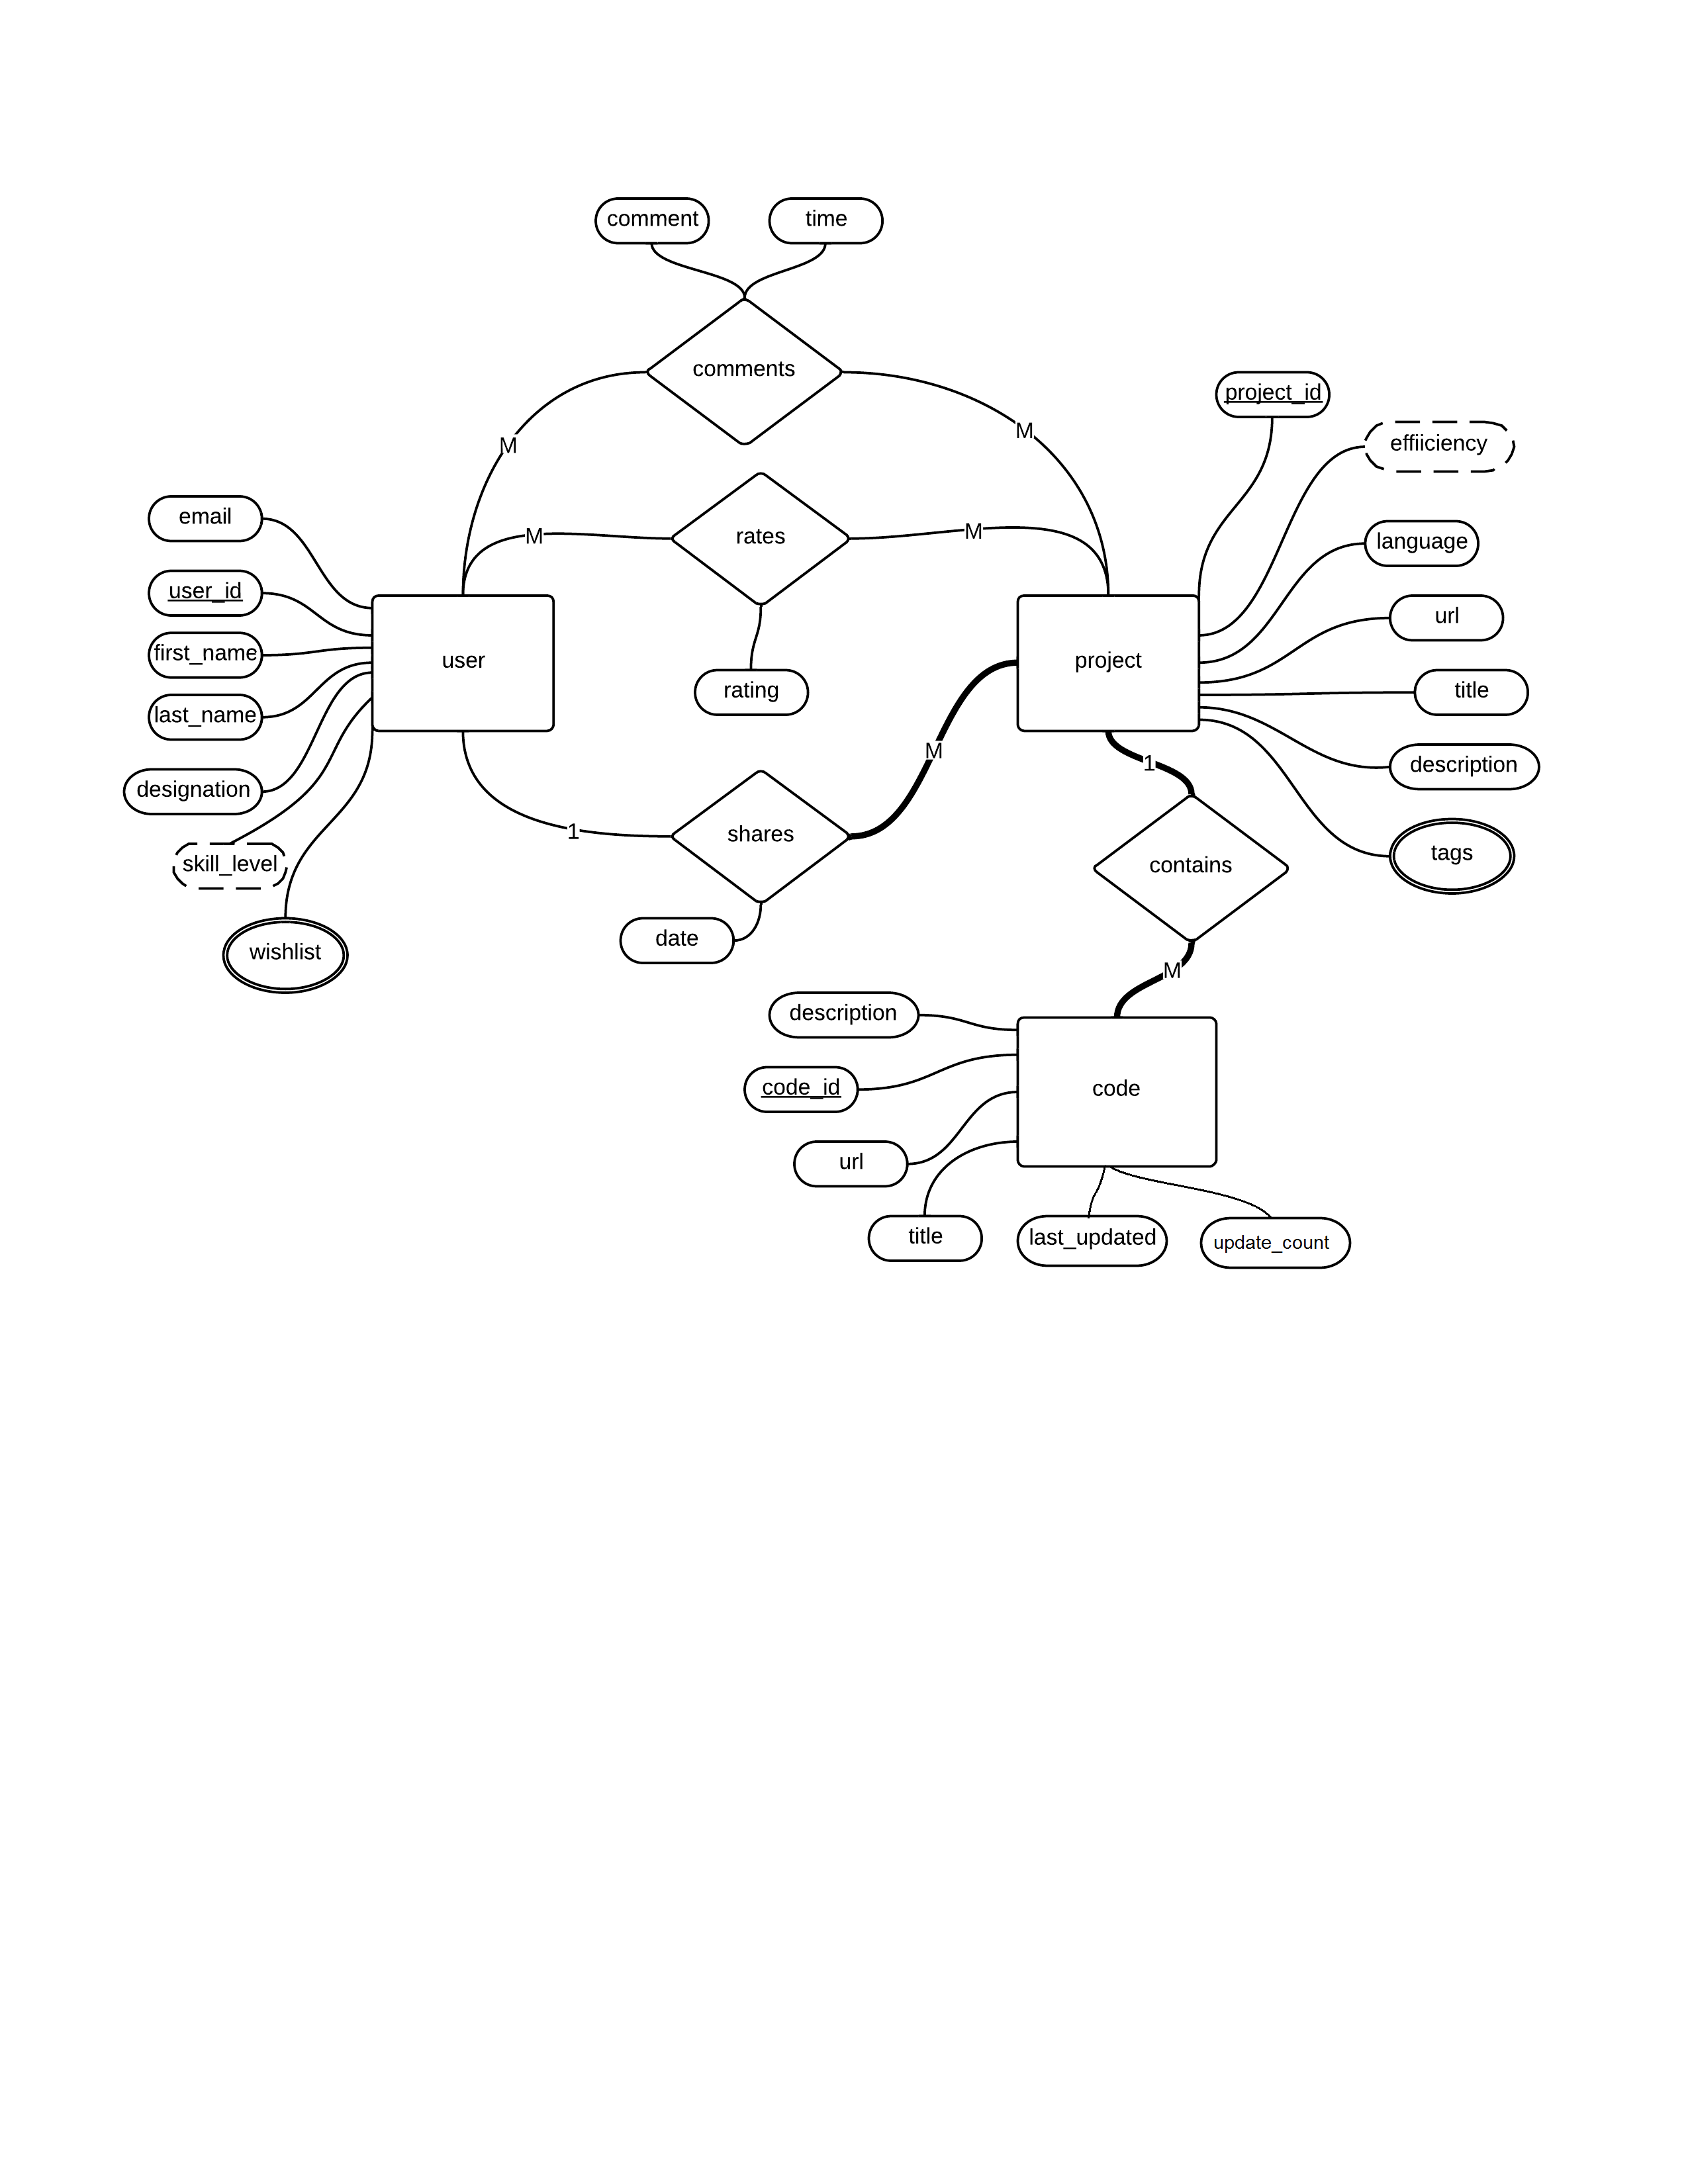 comment
time
comments
project_id
M
M
effiiciency
email
rates
M
M
language
user_id
url
first_name
user
project
rating
title
last_name
M
1
description
designation
1
shares
contains
tags
skill_level
date
wishlist
M
description
code_id
code
url
title
last_updated
update_count